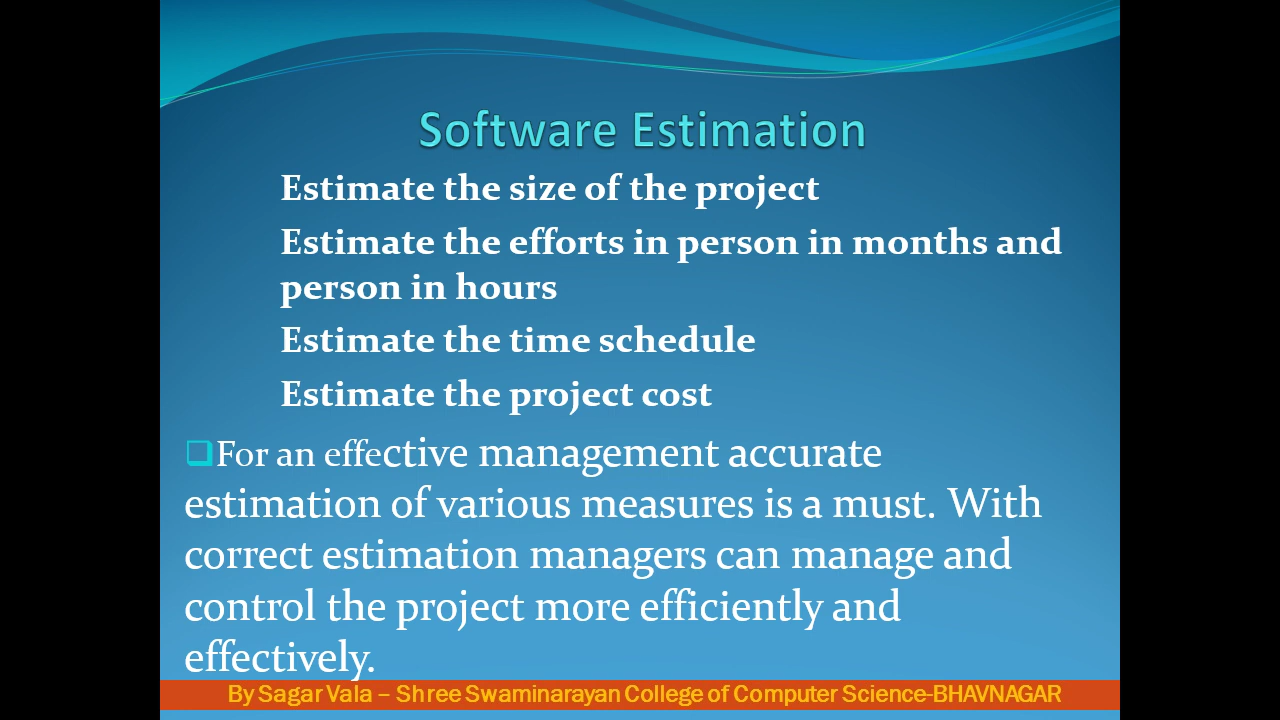 Software Estimation
Estimate the size of the project
Estimate the efforts in person in months and
person in hours
Estimate the time schedule
Estimate the project cost
For an effective management accurate
estimation of various measures is a must. With
correct estimation managers can manage and
control the project more efficiently and
effectively.
By Sagar Vala – Shree Swaminarayan College of Computer Science-BHAVNAGAR